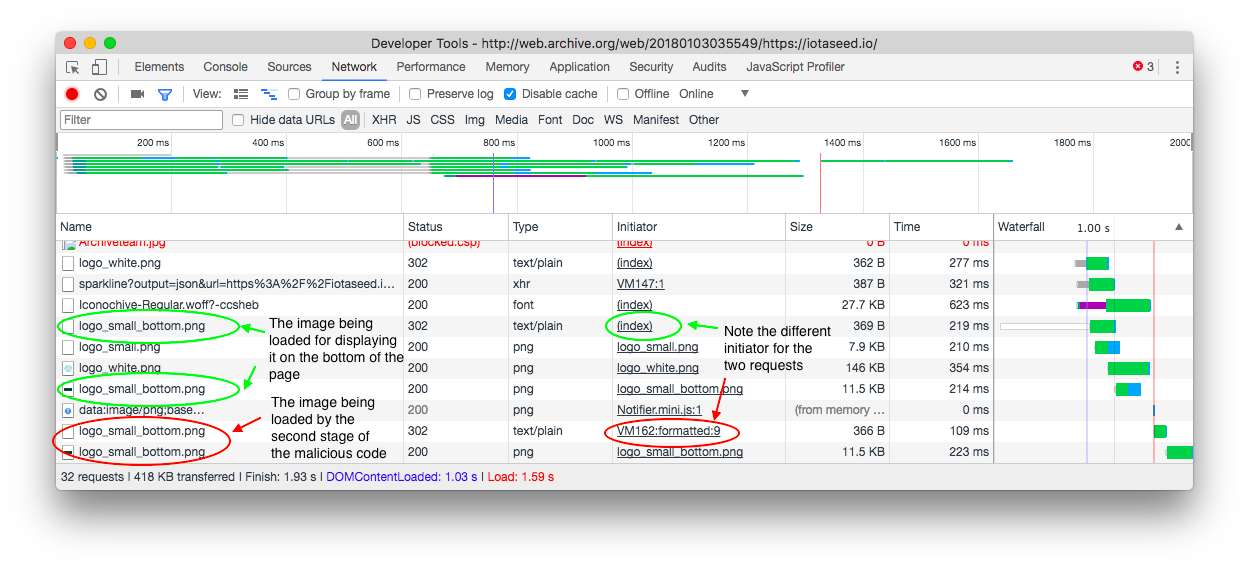 Developer Tools - http://web.archive.org/web/20180103035549/https://iotaseed.io/
Elements Console Sources Network Performance Memory Application Security Audits JavaScript Profiler 3
View: Group by frame Preserve log Disable cache Offline Online
Filter Hide data URLs All XHR JS CSS Img Media Font Doc WS Manifest Other
200 ms 400 ms 600 ms 800 ms 1000 ms 1200 ms 1400 ms 1600 ms 1800 ms 2000
Name Status Type Initiator Size Time Waterfall 1.00 s
Archiveteam.jpg (blocked:csp) (index) 0 B 0 ms
logo_white.png 302 text/plain (index) 362 B 277 ms
sparkline?output=json&url=https%3A%2F%2Fiotaseed.i... 200 xhr VM147:1 387 B 321 ms
Iconochive-Regular.woff?-ccsheb 200 font (index) 27.7 KB 623 ms
logo_small_bottom.png 302 text/plain (index) 369 B 219 ms
logo_small.png 200 png logo_small.png 7.9 KB 210 ms
logo_white.png 200 png logo_white.png 146 KB 354 ms
logo_small_bottom.png 200 png logo_small_bottom.png 11.5 KB 214 ms
data:image/png;base... 200 png Notifier.mini.js:1 (from memory ... 0 ms
logo_small_bottom.png 302 text/plain VM162:formatted:9 366 B 109 ms
logo_small_bottom.png 200 png logo_small_bottom.png 11.5 KB 223 ms
The image being
loaded for displaying
it on the bottom of the
page
The image being
loaded by the
second stage of
the malicious code
Note the different
initiator for the
two requests
32 requests | 418 KB transferred | Finish: 1.93 s | DOMContentLoaded: 1.03 s | Load: 1.59 s